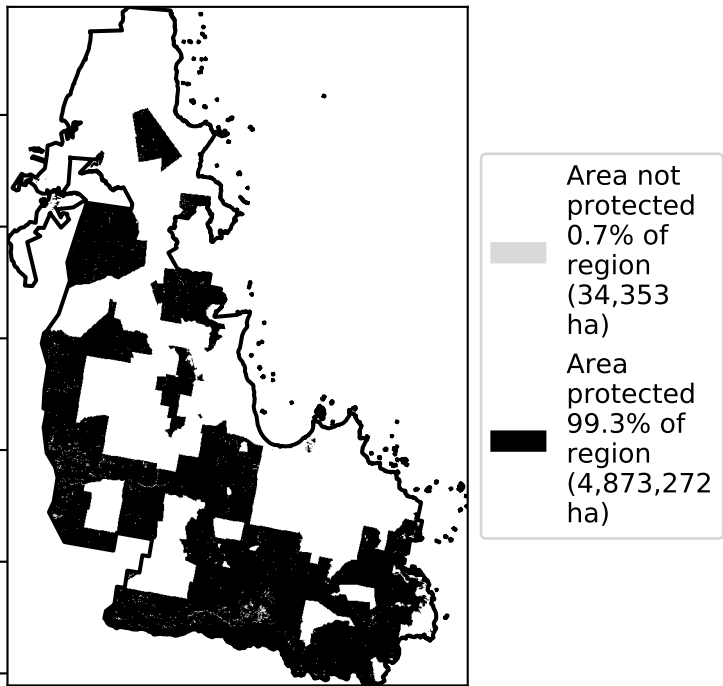 Area not
protected
0.7% of
region
(34,353
ha)
Area
protected
99.3% of
region
(4,873,272
ha)